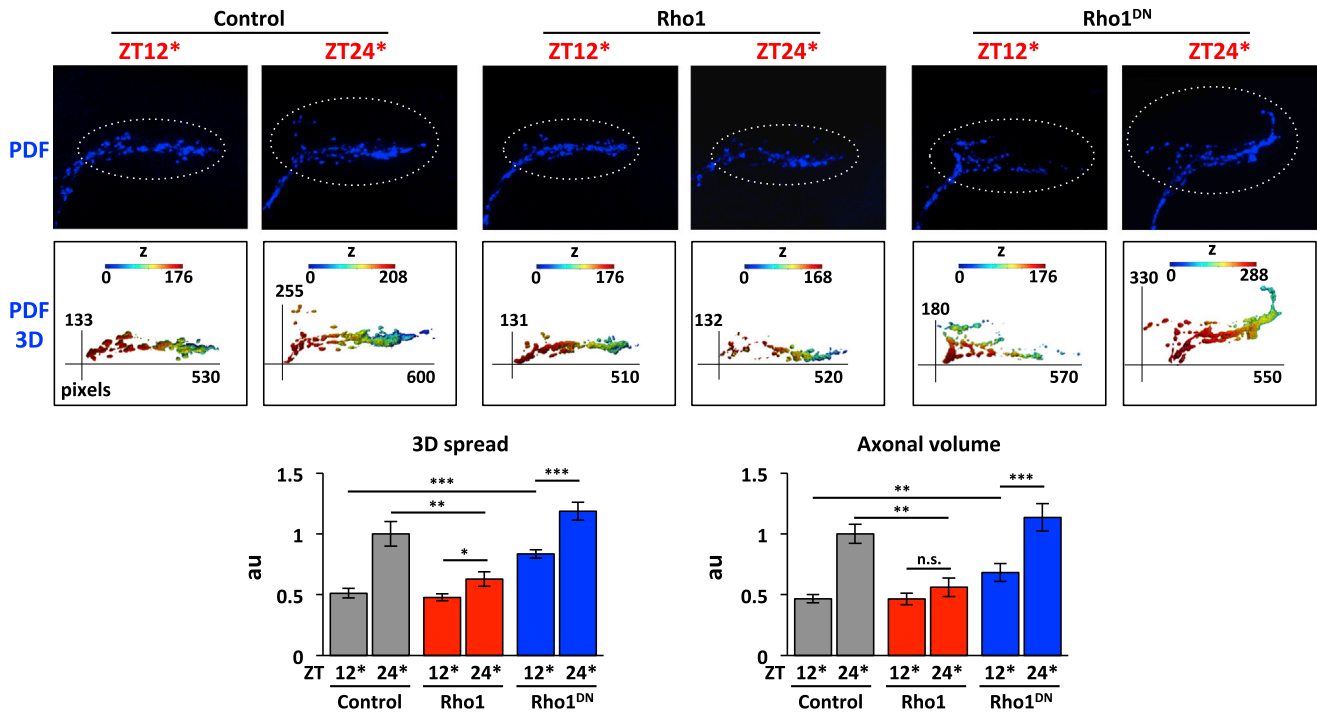 Control Rho1 Rho1ᴰᴺ
ZT12* ZT24* ZT12* ZT24* ZT12* ZT24*
PDF
z z z z z z
0 176 0 208 0 176 0 168 0 176 0 288
PDF
3D
133 255 131 132 180 330
530 600 510 520 570 550
pixels
3D spread
au
1.5
1
0.5
0
*** *** ** *
ZT 12* 24* 12* 24* 12* 24*
Control Rho1 Rho1ᴰᴺ
Axonal volume
au
1.5
1
0.5
0
** *** ** n.s.
ZT 12* 24* 12* 24* 12* 24*
Control Rho1 Rho1ᴰᴺ